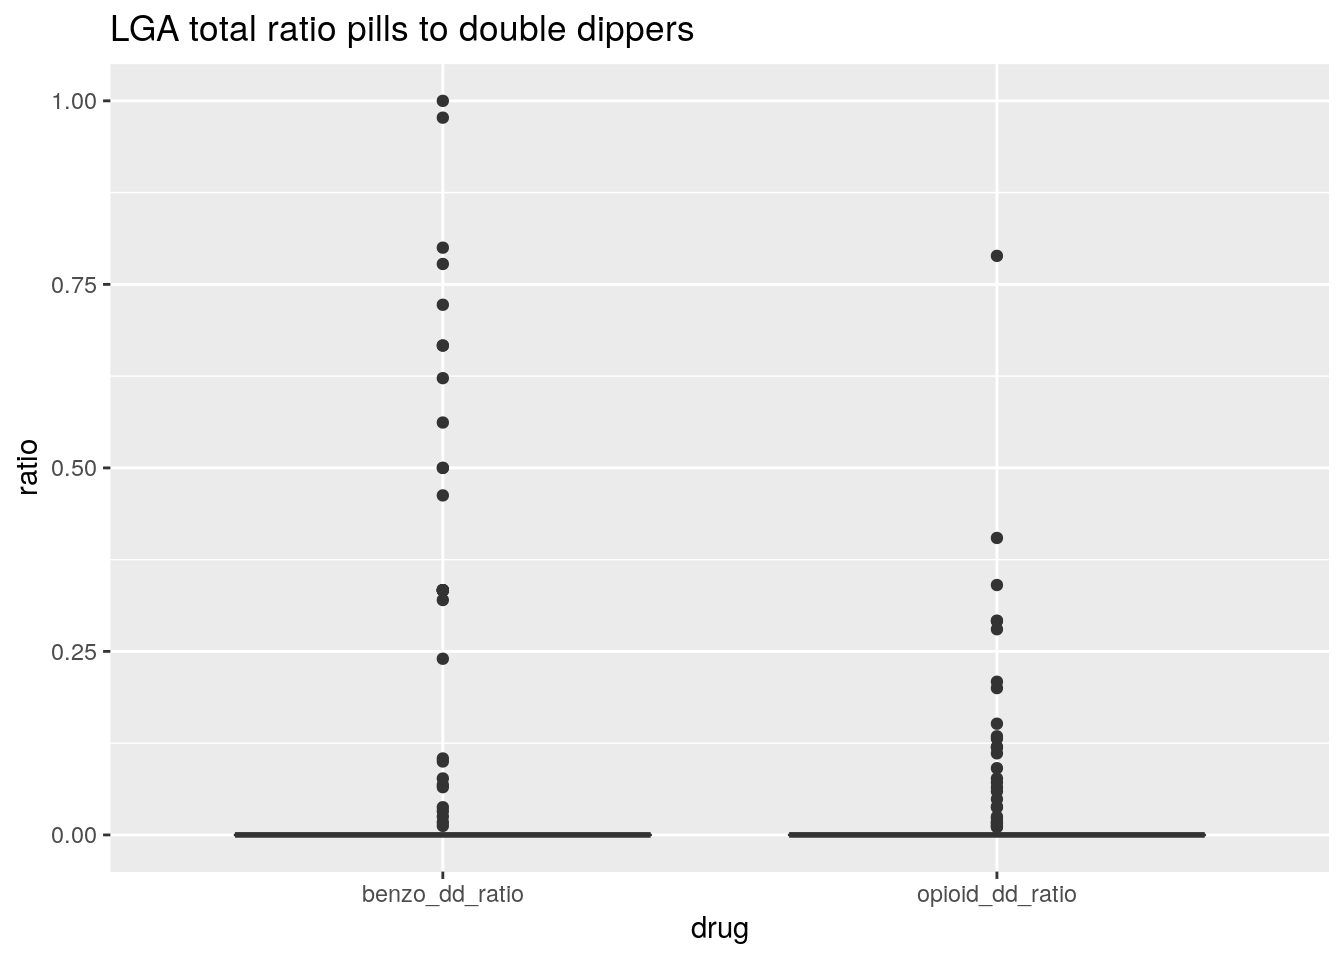 LGA total ratio pills to double dippers
1.00
0.75
0.50
0.25
0.00
ratio
benzo_dd_ratio
opioid_dd_ratio
drug